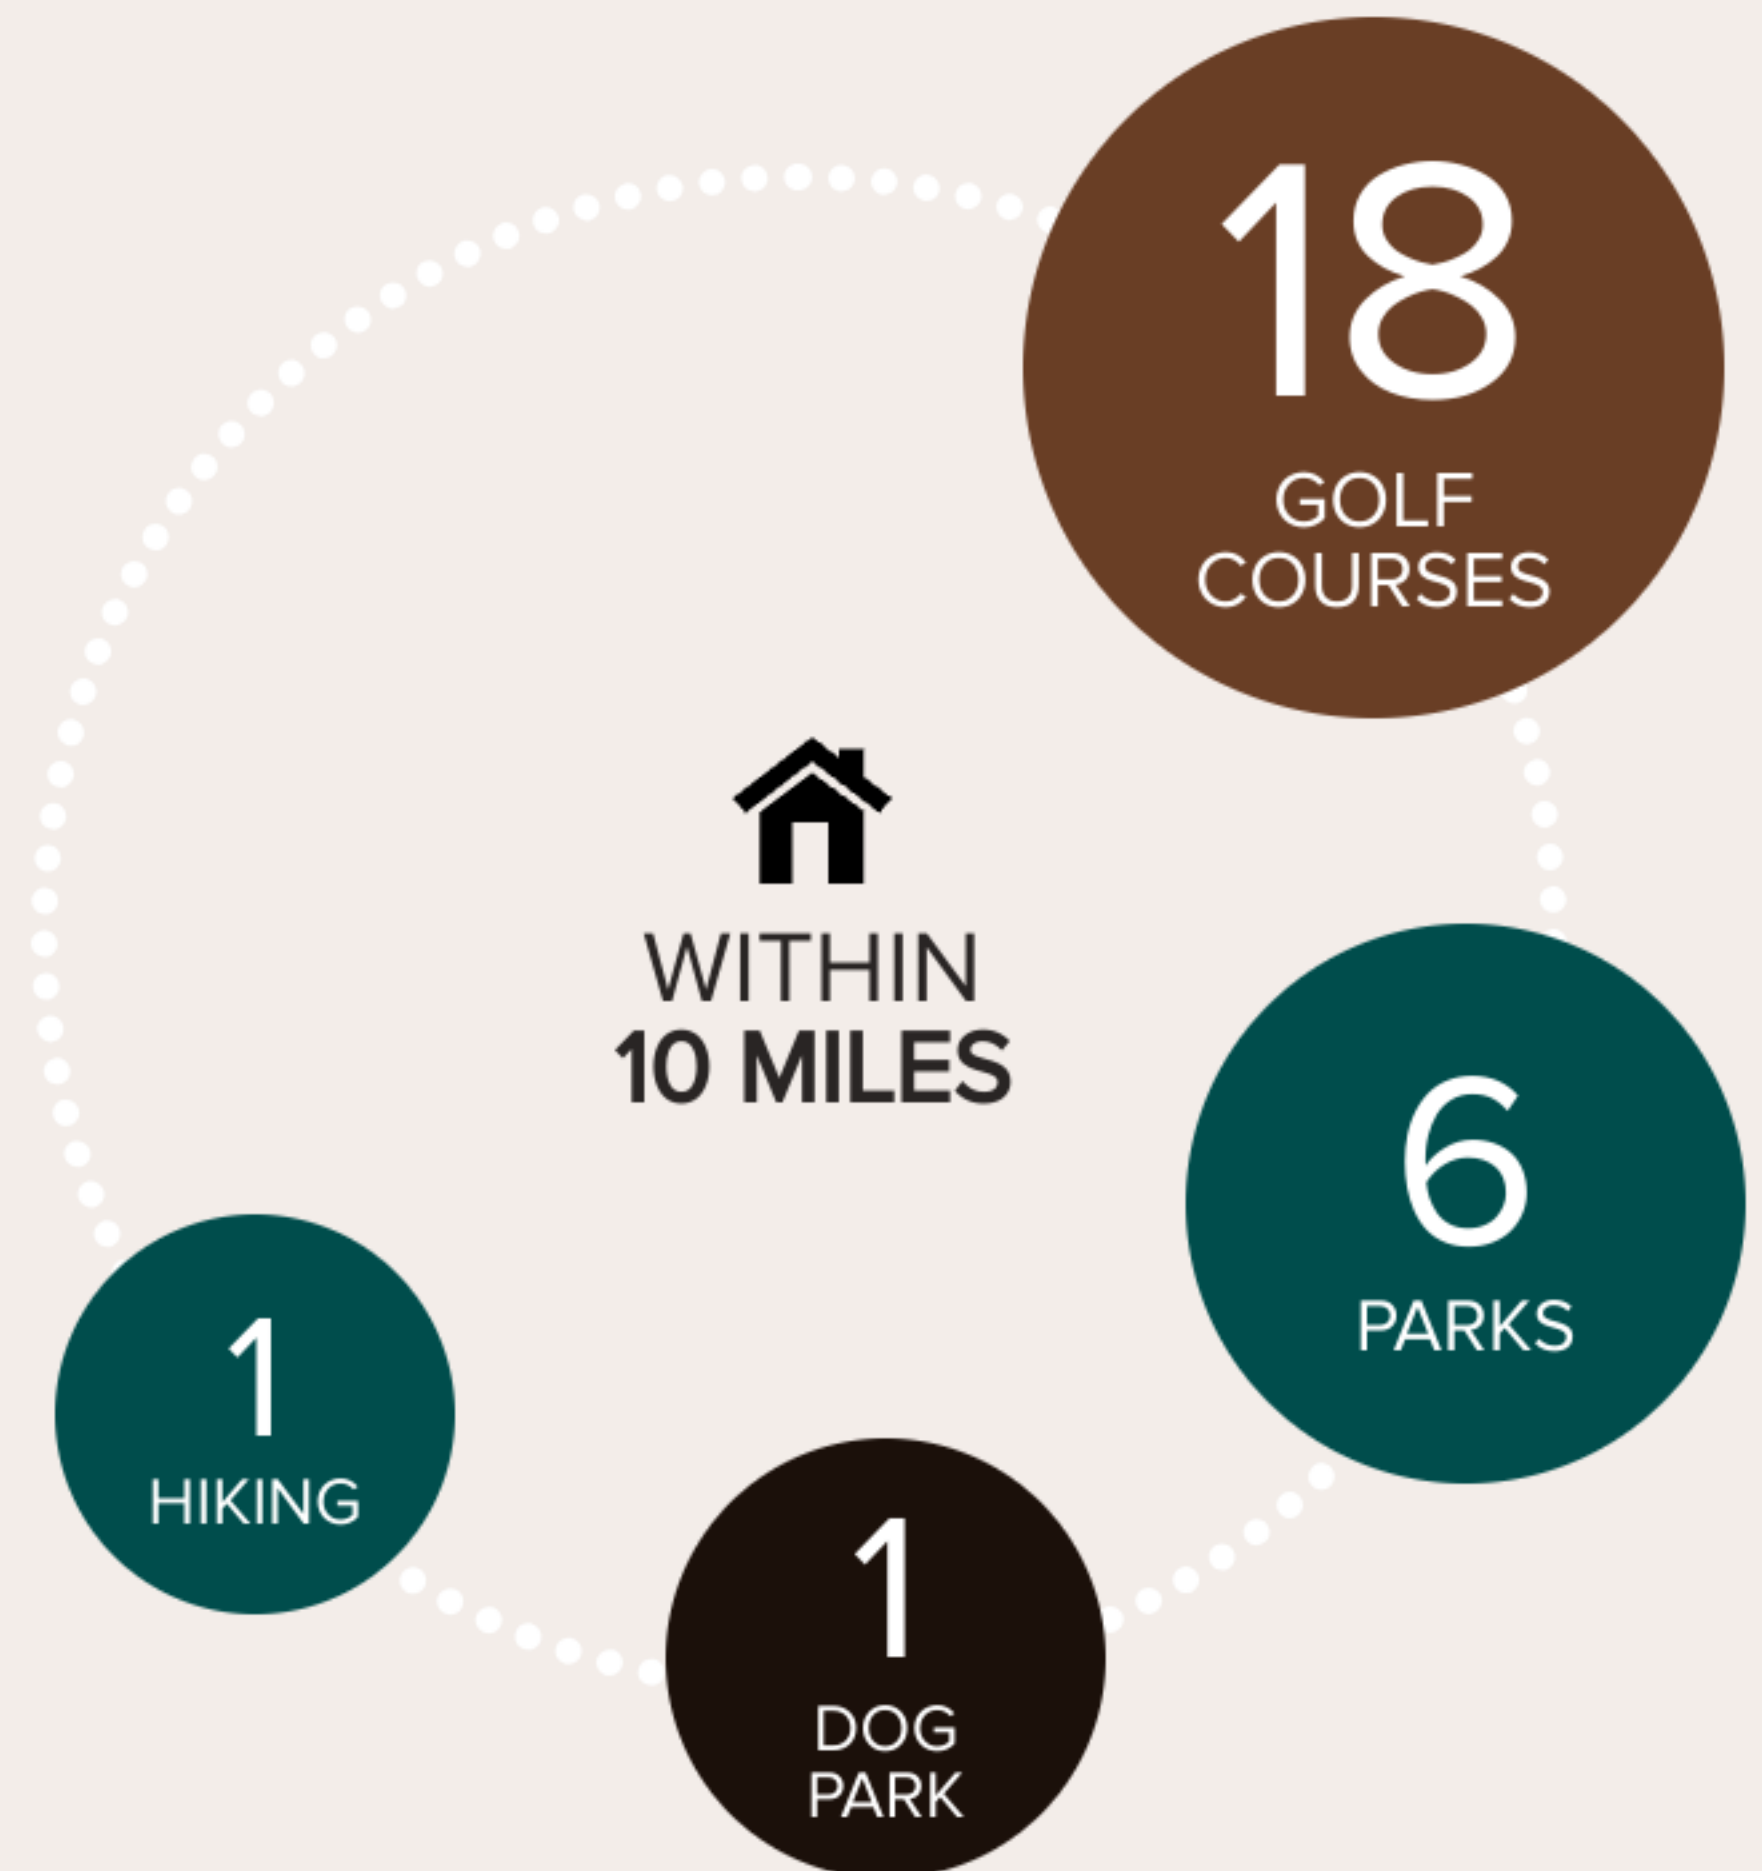 18
GOLF
COURSES
WITHIN
10 MILES
6
PARKS
1
HIKING
1
DOG
PARK